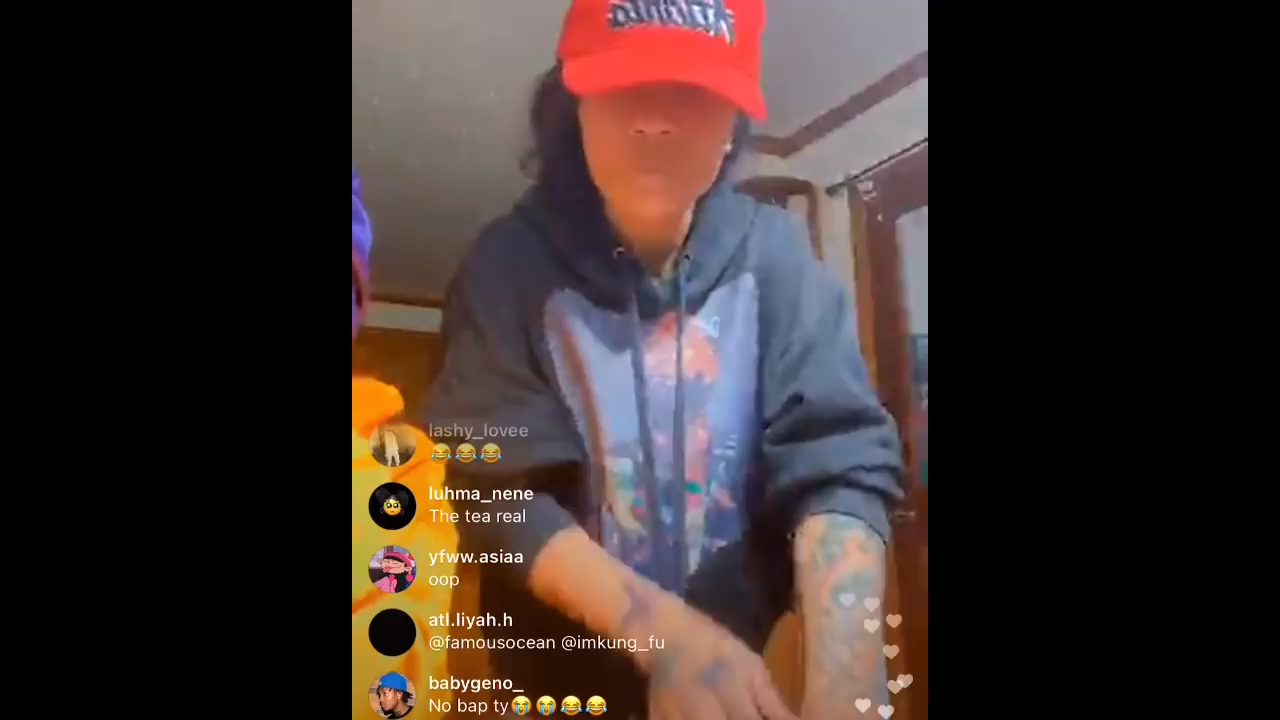 lashy_lovee
😂😂😂
luhma_nene
The tea real
yfww.asiaa
oop
atl.liyah.h
@famousocean @imkung_fu
babygeno_
No bap ty😭😭😂😂